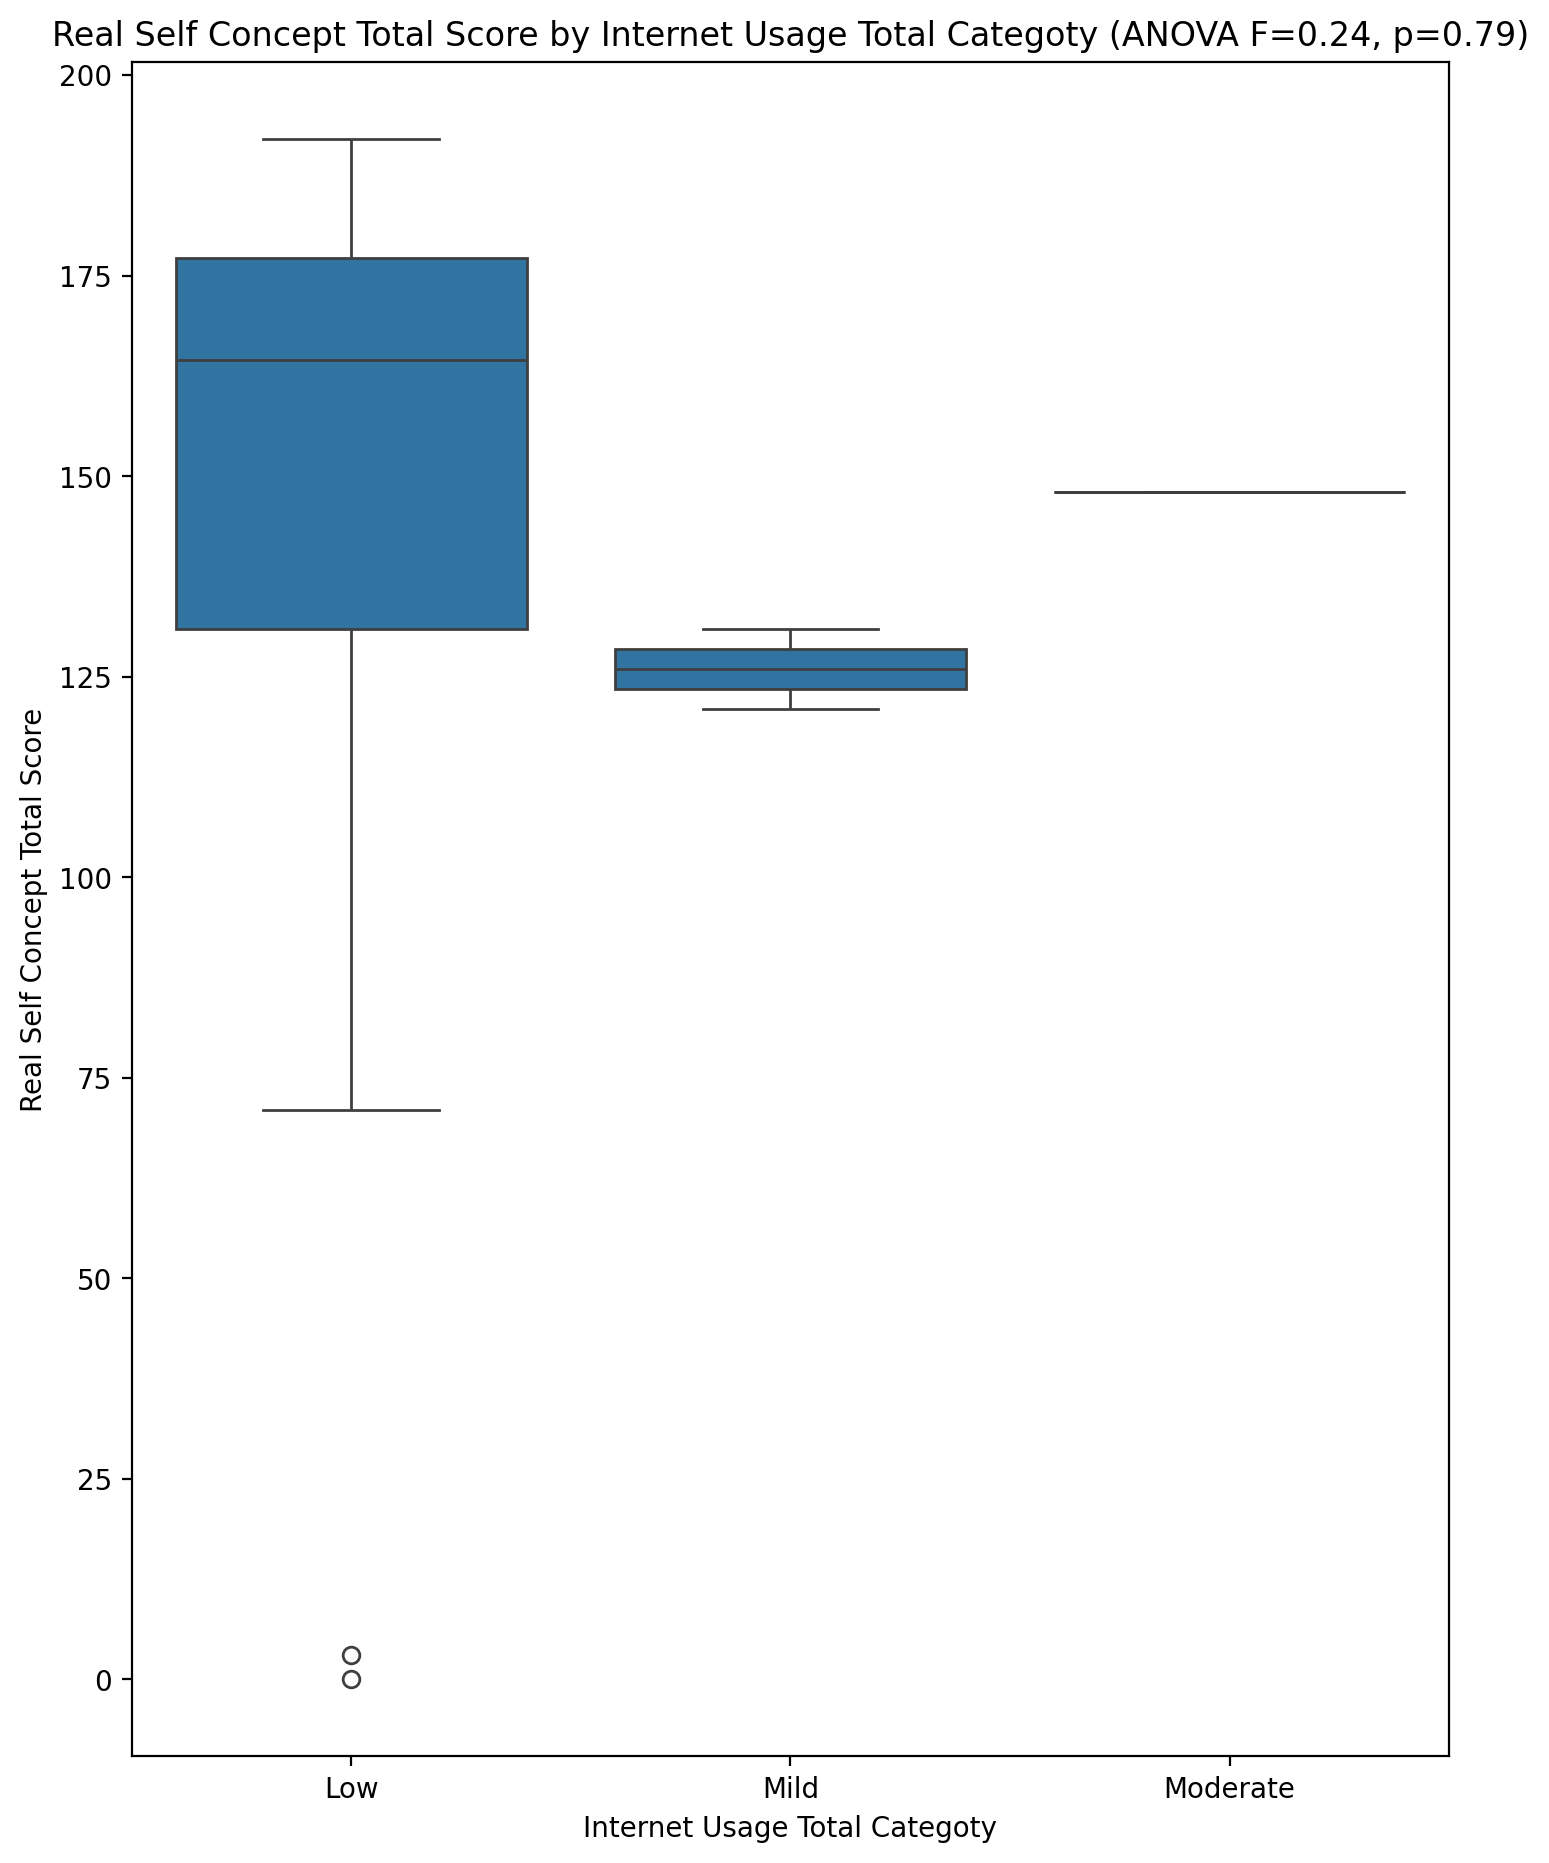 Real Self Concept Total Score by Internet Usage Total Categoty (ANOVA F=0.24, p=0.79)
200
175
150
125
100
75
50
25
0
Real Self Concept Total Score
Low
Mild
Moderate
Internet Usage Total Categoty